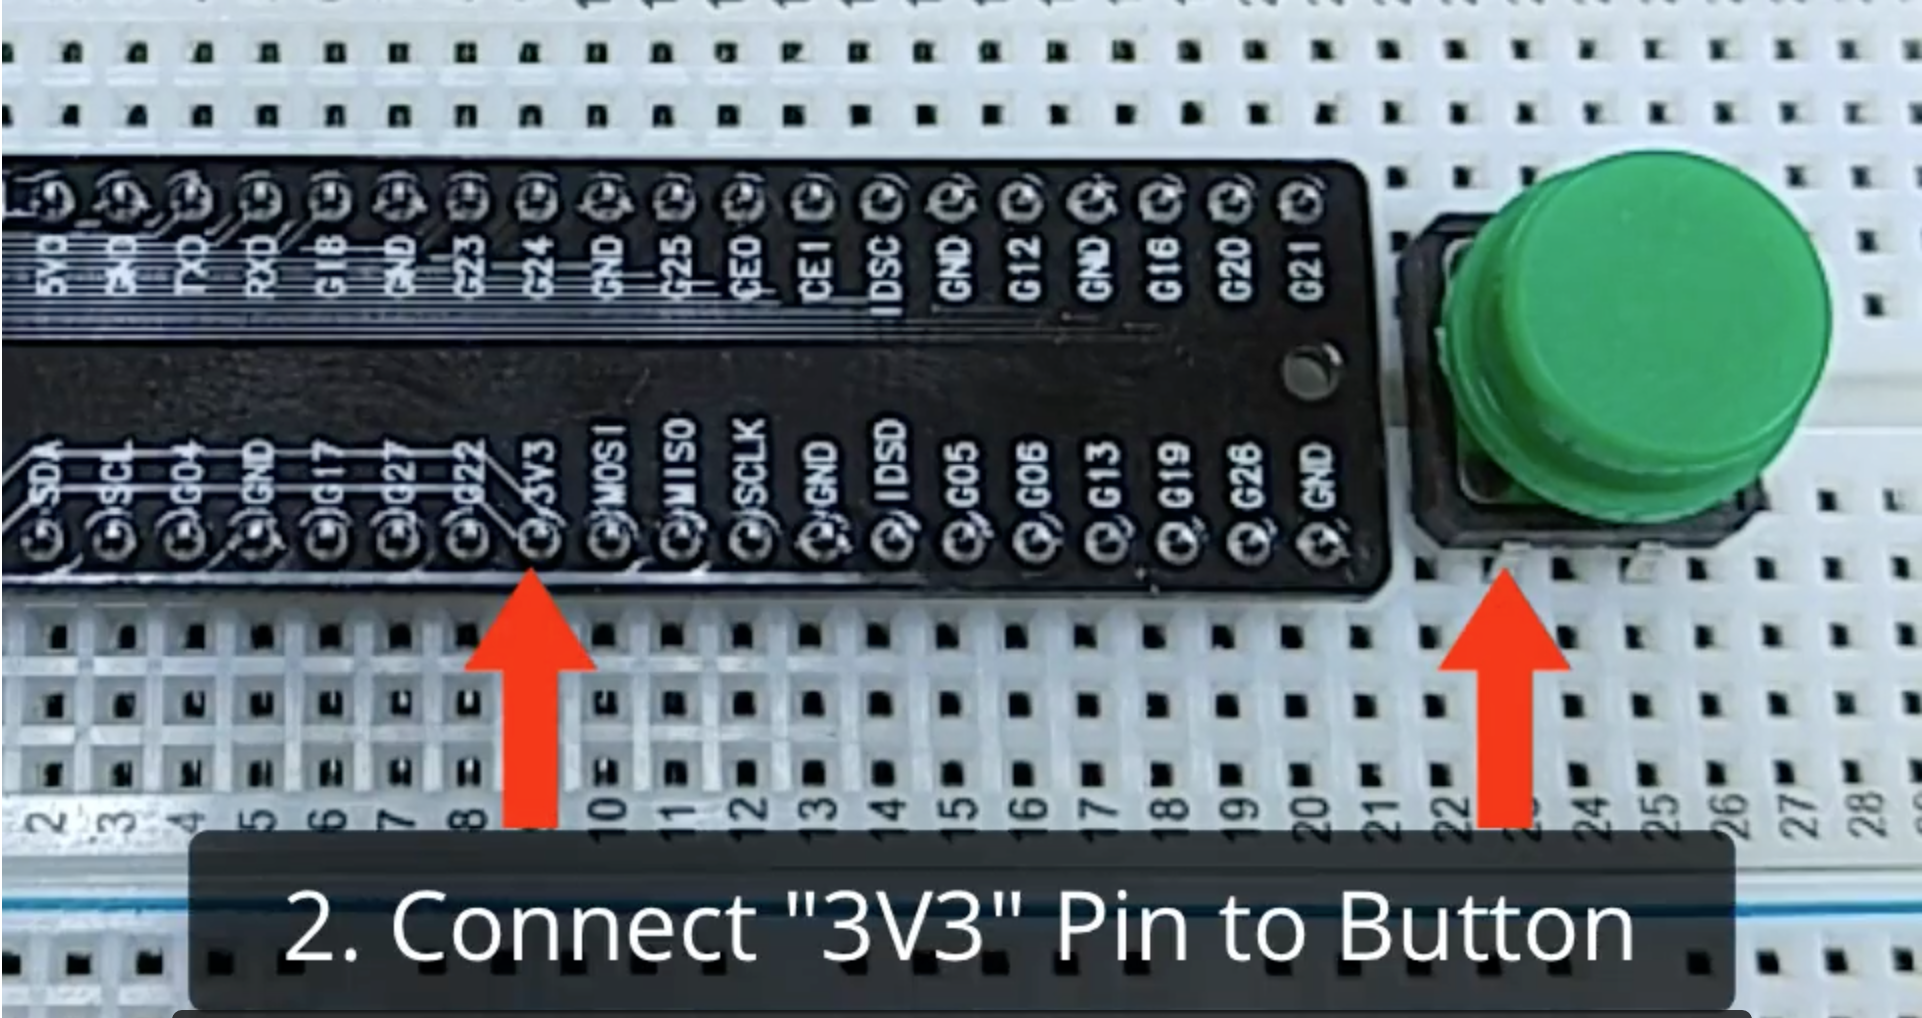 5V0 GND TXD RXD G18 GND G23 G24 GND G25 CE0 CE1 IDSC GND G12 GND G16 G20 G21
SDA SCL G04 GND G17 G27 G22 3V3 MOSI MISO SCLK GND IDSD G05 G06 G13 G19 G26 GND
2 3 4 5 6 7 8 10 11 12 13 14 15 16 17 18 19 20 21 22 23 24 25 26 27 28
2. Connect "3V3" Pin to Button